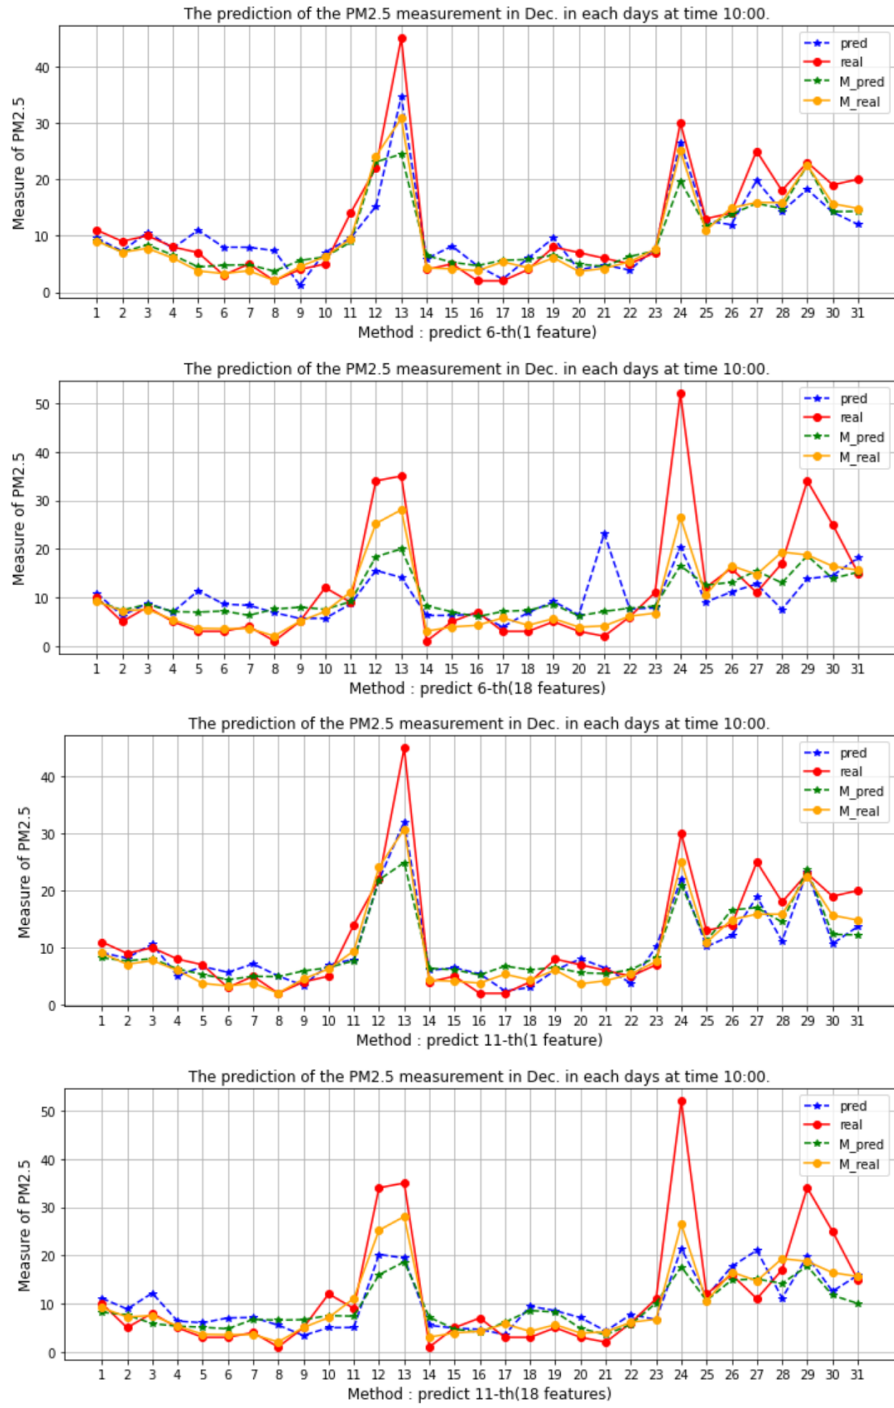 The prediction of the PM2.5 measurement in Dec. in each days at time 10:00.
pred
real
M_pred
M_real
Measure of PM2.5
40
30
20
10
0
1 2 3 4 5 6 7 8 9 10 11 12 13 14 15 16 17 18 19 20 21 22 23 24 25 26 27 28 29 30 31
Method : predict 6-th(1 feature)
The prediction of the PM2.5 measurement in Dec. in each days at time 10:00.
pred
real
M_pred
M_real
Measure of PM2.5
50
40
30
20
10
0
1 2 3 4 5 6 7 8 9 10 11 12 13 14 15 16 17 18 19 20 21 22 23 24 25 26 27 28 29 30 31
Method : predict 6-th(18 features)
The prediction of the PM2.5 measurement in Dec. in each days at time 10:00.
pred
real
M_pred
M_real
Measure of PM2.5
40
30
20
10
0
1 2 3 4 5 6 7 8 9 10 11 12 13 14 15 16 17 18 19 20 21 22 23 24 25 26 27 28 29 30 31
Method : predict 11-th(1 feature)
The prediction of the PM2.5 measurement in Dec. in each days at time 10:00.
pred
real
M_pred
M_real
Measure of PM2.5
50
40
30
20
10
0
1 2 3 4 5 6 7 8 9 10 11 12 13 14 15 16 17 18 19 20 21 22 23 24 25 26 27 28 29 30 31
Method : predict 11-th(18 features)